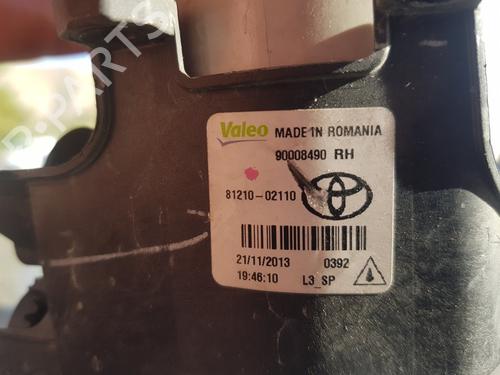 Valeo MADE IN ROMANIA
90008490 RH
81210-02110
21/11/2013 0392
19:46:10 L3_SP